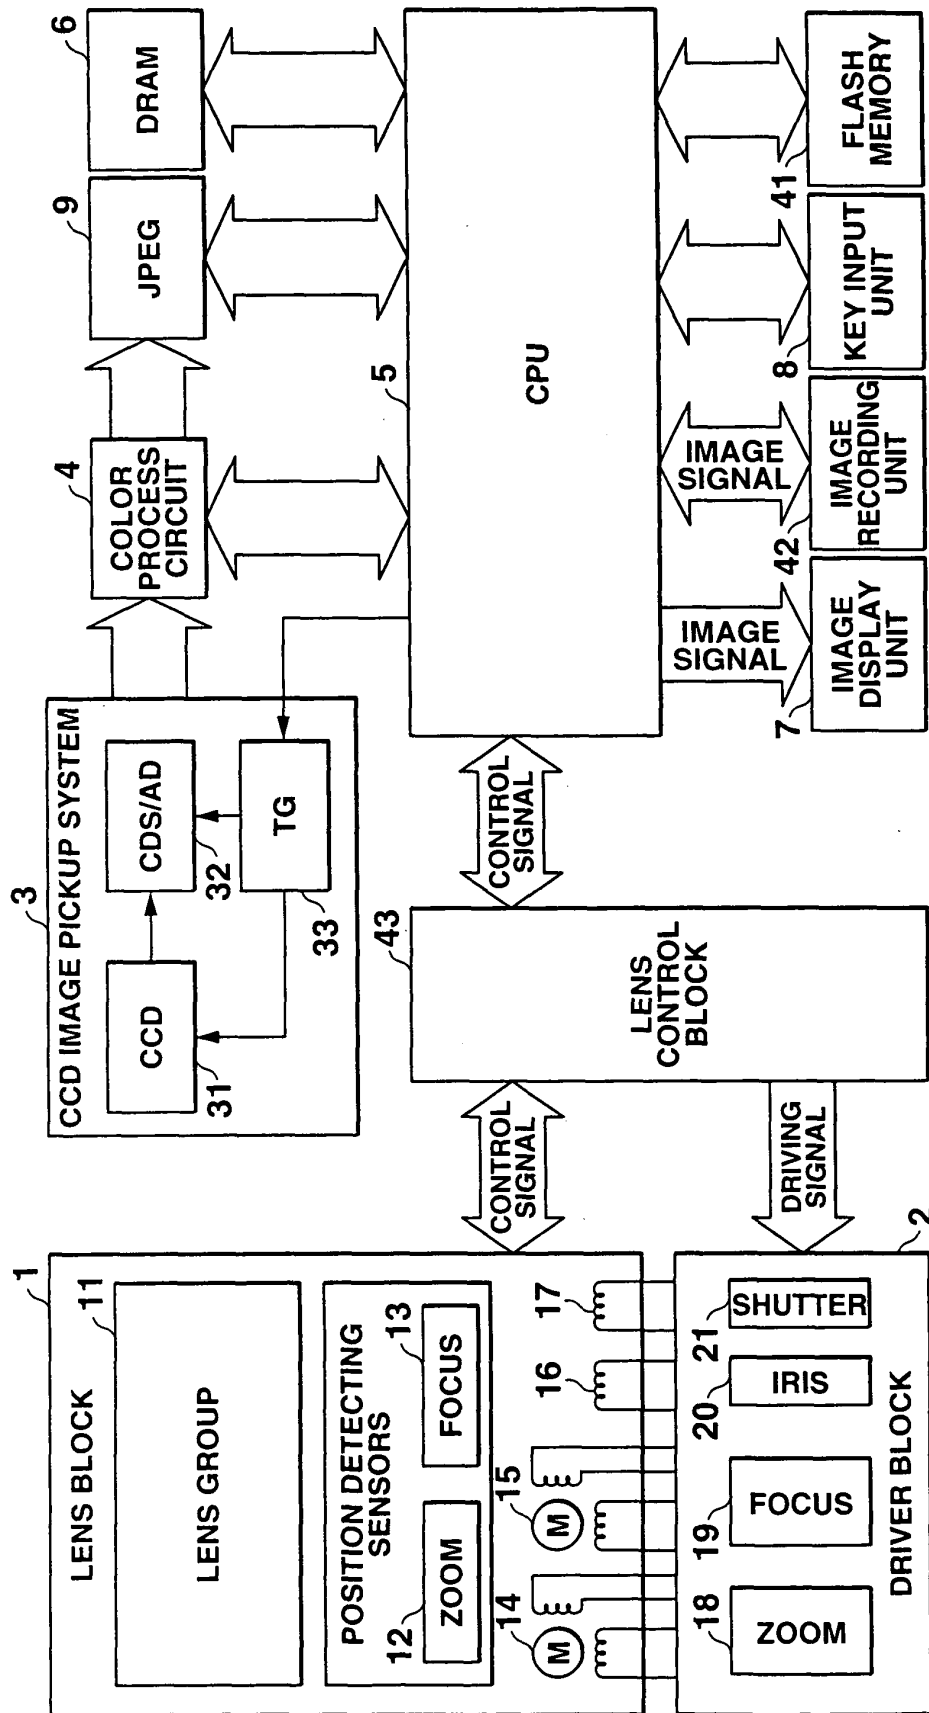 1
LENS BLOCK
11
LENS GROUP
POSITION DETECTING
SENSORS
12
ZOOM
13
FOCUS
14
M
15
M
16
17
2
DRIVER BLOCK
18
ZOOM
19
FOCUS
20
IRIS
21
SHUTTER
CONTROL
SIGNAL
DRIVING
SIGNAL
43
LENS
CONTROL
BLOCK
CONTROL
SIGNAL
3
CCD IMAGE PICKUP SYSTEM
CCD
31
CDS/AD
32
TG
33
4
COLOR
PROCESS
CIRCUIT
9
JPEG
6
DRAM
5
CPU
IMAGE
SIGNAL
IMAGE
SIGNAL
7
IMAGE
DISPLAY
UNIT
42
IMAGE
RECORDING
UNIT
8
KEY INPUT
UNIT
41
FLASH
MEMORY